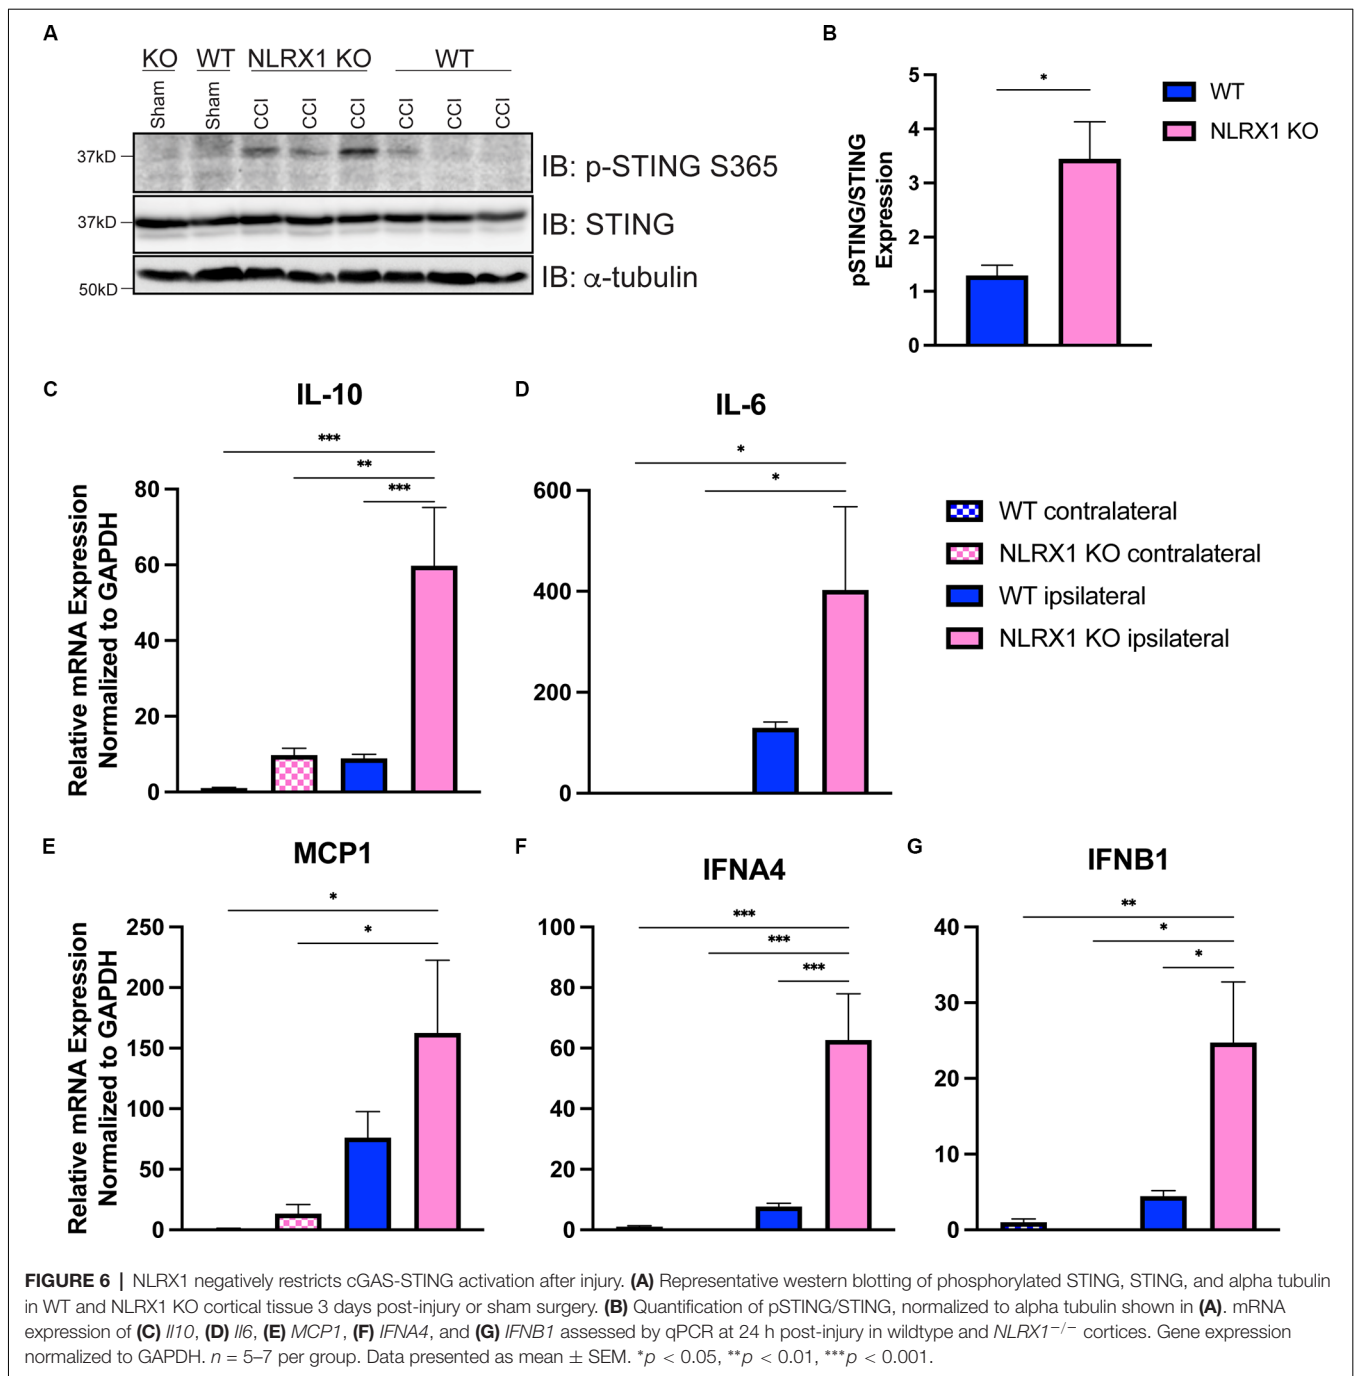 A
KO WT NLRX1 KO WT
Sham Sham CCI CCI CCI CCI CCI CCI
37kD IB: p-STING S365
37kD IB: STING
50kD IB: α-tubulin
B
pSTING/STING
Expression
5
4
3
2
1
0
*
WT
NLRX1 KO
C
IL-10
***
**
***
Relative mRNA Expression
Normalized to GAPDH
80
60
40
20
0
D
IL-6
*
*
600
400
200
0
WT contralateral
NLRX1 KO contralateral
WT ipsilateral
NLRX1 KO ipsilateral
E
MCP1
*
*
Relative mRNA Expression
Normalized to GAPDH
250
200
150
100
50
0
F
IFNA4
***
***
***
100
80
60
40
20
0
G
IFNB1
**
*
*
40
30
20
10
0
FIGURE 6 | NLRX1 negatively restricts cGAS-STING activation after injury. (A) Representative western blotting of phosphorylated STING, STING, and alpha tubulin
in WT and NLRX1 KO cortical tissue 3 days post-injury or sham surgery. (B) Quantification of pSTING/STING, normalized to alpha tubulin shown in (A). mRNA
expression of (C) Il10, (D) Il6, (E) MCP1, (F) IFNA4, and (G) IFNB1 assessed by qPCR at 24 h post-injury in wildtype and NLRX1−/− cortices. Gene expression
normalized to GAPDH. n = 5–7 per group. Data presented as mean ± SEM. *p < 0.05, **p < 0.01, ***p < 0.001.